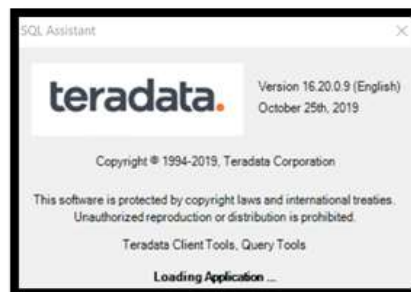 SQL Assistant
teradata.
Version 16.20.0.9 (English)
October 25th, 2019
Copyright © 1994-2019, Teradata Corporation
This software is protected by copyright laws and international treaties.
Unauthorized reproduction or distribution is prohibited.
Teradata Client Tools, Query Tools
Loading Application ...